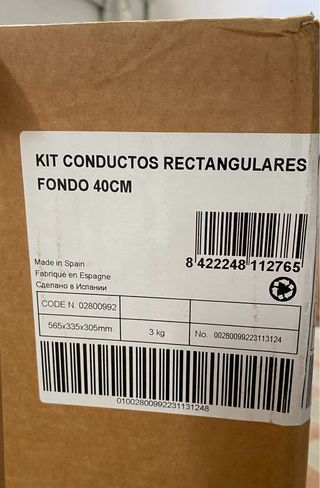 KIT CONDUCTOS RECTANGULARES
FONDO 40CM
8 422248 112765
Made in Spain
Fabriqué en Espagne
Сделано в Испании
CODE N. 02800992
565x335x305mm
3 kg
No. 00280099223113124
01002800992231131248